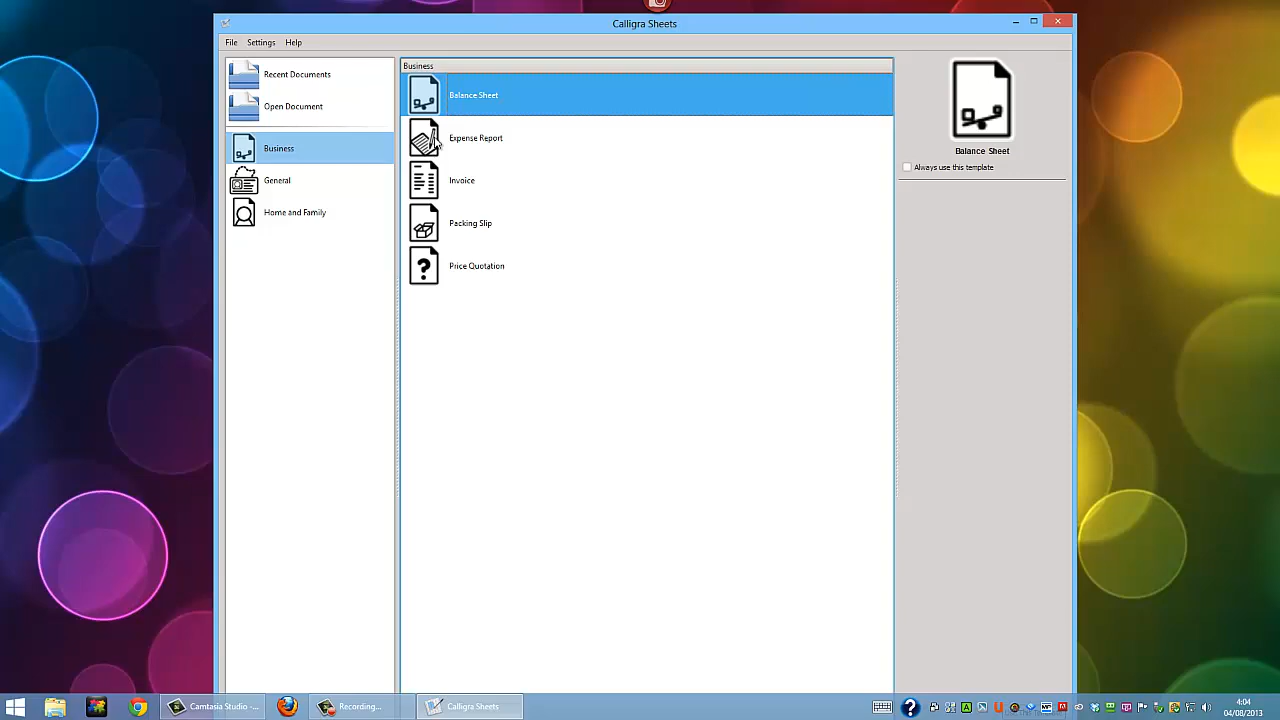 Calligra Sheets
File Settings Help
Recent Documents
Open Document
Business
General
Home and Family
Business
Balance Sheet
Expense Report
Invoice
Packing Slip
Price Quotation
Balance Sheet
Always use this template
Camtasia Studio -...
Recording...
Calligra Sheets
4:04
04/08/2013